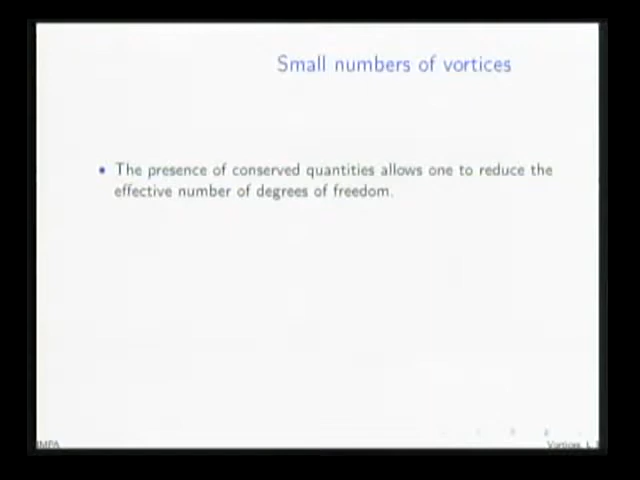 Small numbers of vortices
• The presence of conserved quantities allows one to reduce the
effective number of degrees of freedom.
IMPA
Vortices, L